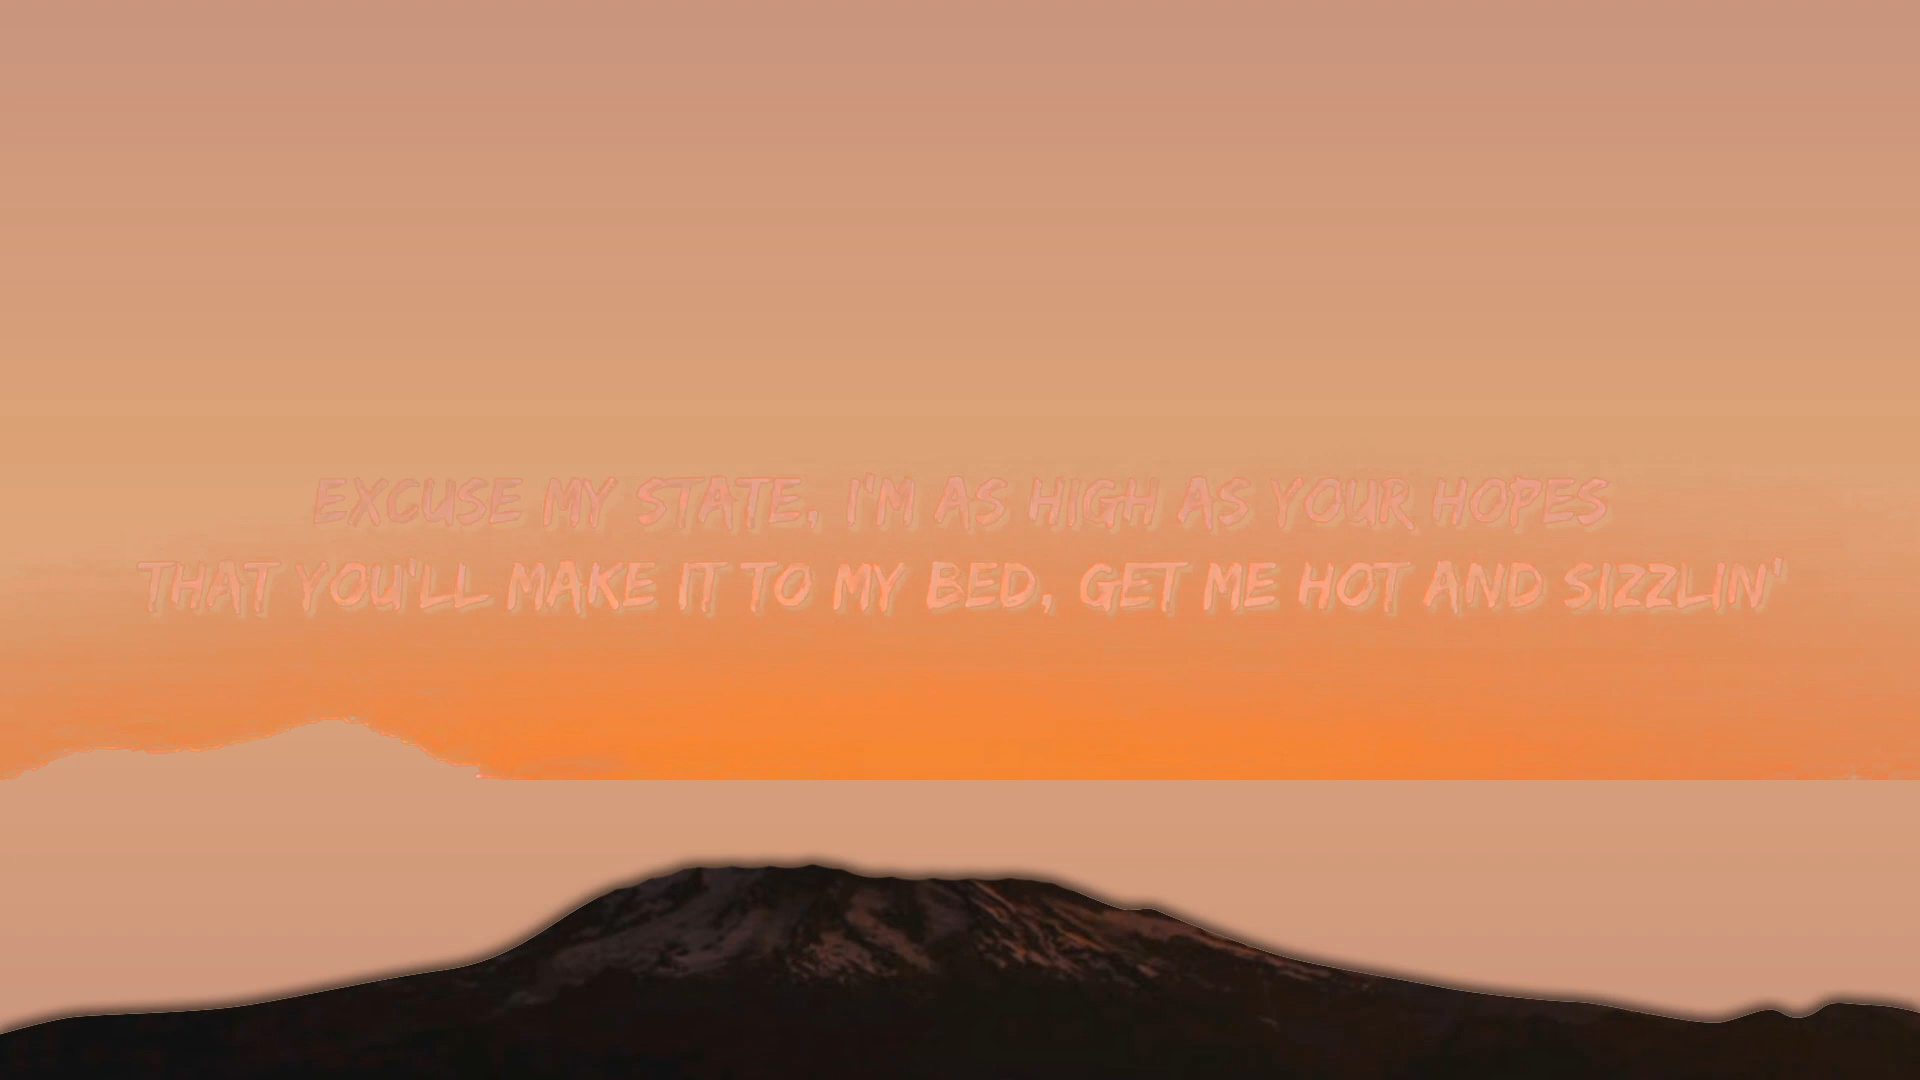 EXCUSE MY STATE, I'M AS HIGH AS YOUR HOPES
THAT YOU'LL MAKE IT TO MY BED, GET ME HOT AND SIZZLIN'